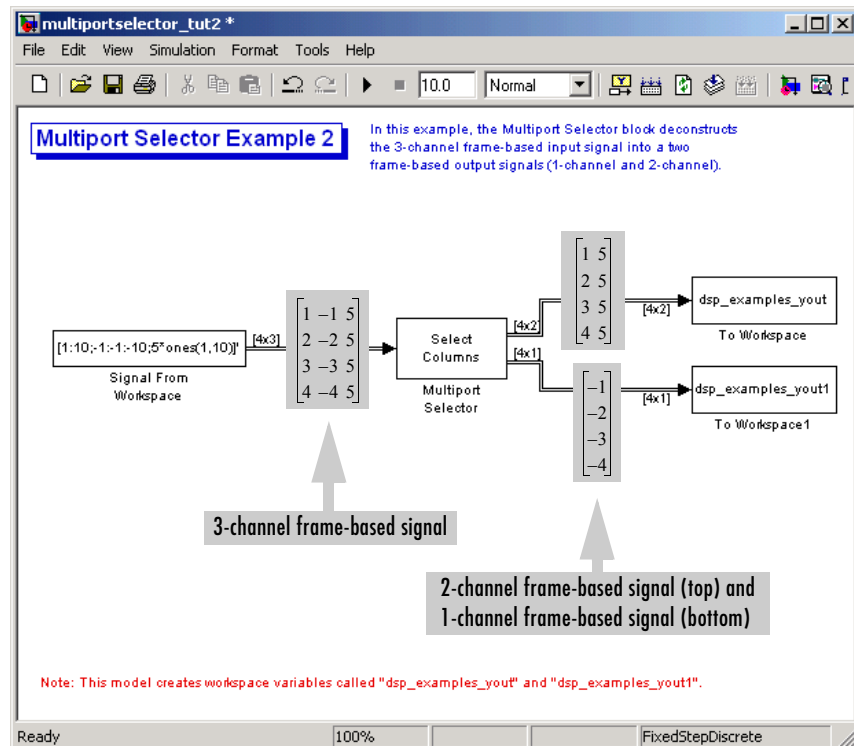 multiportselector_tut2 *
File Edit View Simulation Format Tools Help
10.0 Normal
Multiport Selector Example 2
In this example, the Multiport Selector block deconstructs
the 3-channel frame-based input signal into a two
frame-based output signals (1-channel and 2-channel).
[1:10;-1:-1:-10;5*ones(1,10)]'
Signal From
Workspace
[4x3]
1 −1 5
2 −2 5
3 −3 5
4 −4 5
Select
Columns
Multiport
Selector
[4x2]
[4x1]
1 5
2 5
3 5
4 5
[4x2]
dsp_examples_yout
To Workspace
−1
−2
−3
−4
[4x1]
dsp_examples_yout1
To Workspace1
3-channel frame-based signal
2-channel frame-based signal (top) and
1-channel frame-based signal (bottom)
Note: This model creates workspace variables called "dsp_examples_yout" and "dsp_examples_yout1".
Ready 100% FixedStepDiscrete